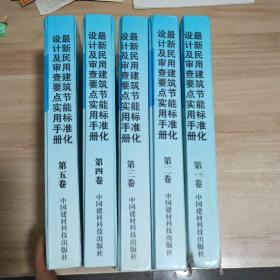 最新民用建筑节能标准化
设计及审查要点实用手册
第五卷
中国建材科技出版社
最新民用建筑节能标准化
设计及审查要点实用手册
第四卷
中国建材科技出版社
最新民用建筑节能标准化
设计及审查要点实用手册
第三卷
中国建材科技出版社
最新民用建筑节能标准化
设计及审查要点实用手册
第二卷
中国建材科技出版社
最新民用建筑节能标准化
设计及审查要点实用手册
第一卷
中国建材科技出版社